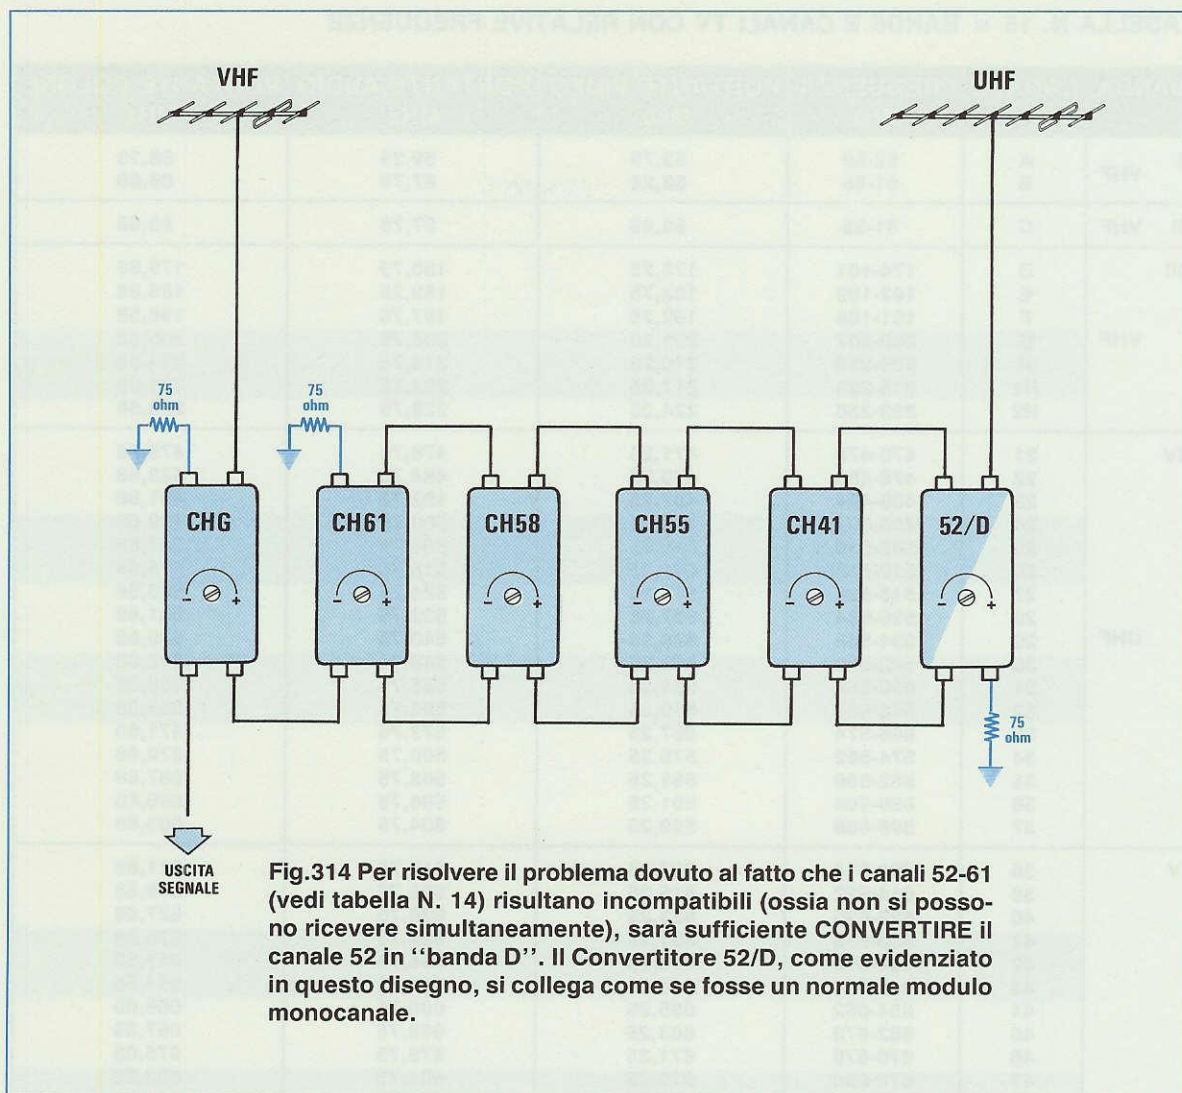 VHF
UHF
75
ohm
75
ohm
CHG
CH61
CH58
CH55
CH41
52/D
- +
- +
- +
- +
- +
- +
75
ohm
USCITA
SEGNALE
Fig.314 Per risolvere il problema dovuto al fatto che i canali 52-61
(vedi tabella N. 14) risultano incompatibili (ossia non si posso-
no ricevere simultaneamente), sarà sufficiente CONVERTIRE il
canale 52 in ‘‘banda D’’. Il Convertitore 52/D, come evidenziato
in questo disegno, si collega come se fosse un normale modulo
monocanale.